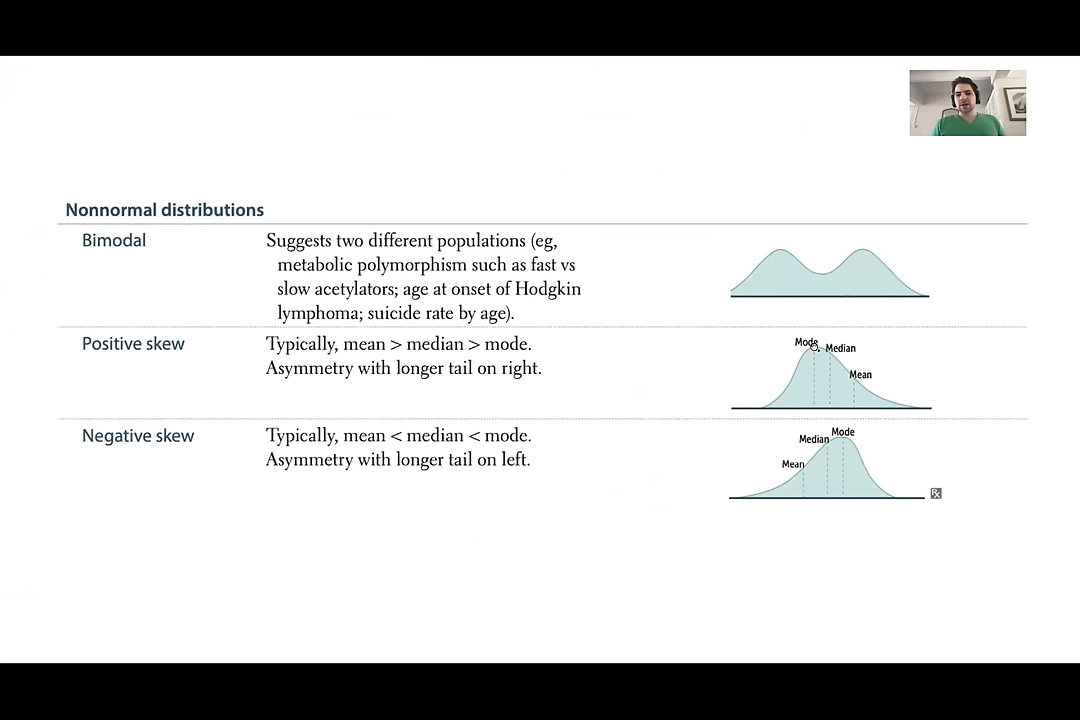 Nonnormal distributions
Bimodal
Suggests two different populations (eg,
metabolic polymorphism such as fast vs
slow acetylators; age at onset of Hodgkin
lymphoma; suicide rate by age).
Positive skew
Typically, mean > median > mode.
Asymmetry with longer tail on right.
Mode
Median
Mean
Negative skew
Typically, mean < median < mode.
Asymmetry with longer tail on left.
Mode
Median
Mean